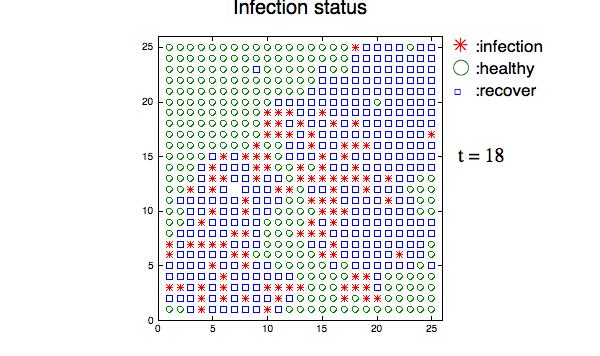 Infection status
25
20
15
10
5
0
0 5 10 15 20 25
:infection
:healthy
:recover
t = 18